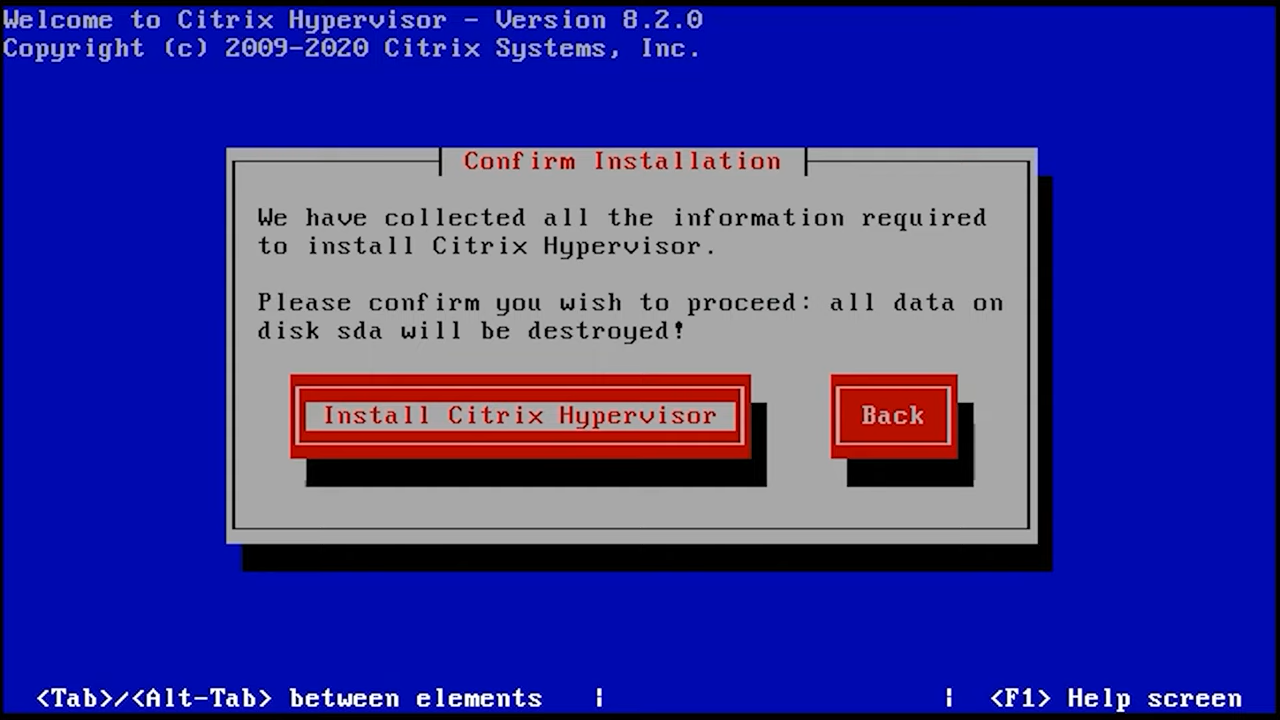 Welcome to Citrix Hypervisor - Version 8.2.0
Copyright (c) 2009-2020 Citrix Systems, Inc.
Confirm Installation
We have collected all the information required
to install Citrix Hypervisor.
Please confirm you wish to proceed: all data on
disk sda will be destroyed!
Install Citrix Hypervisor Back
<Tab>/<Alt-Tab> between elements | | <F1> Help screen